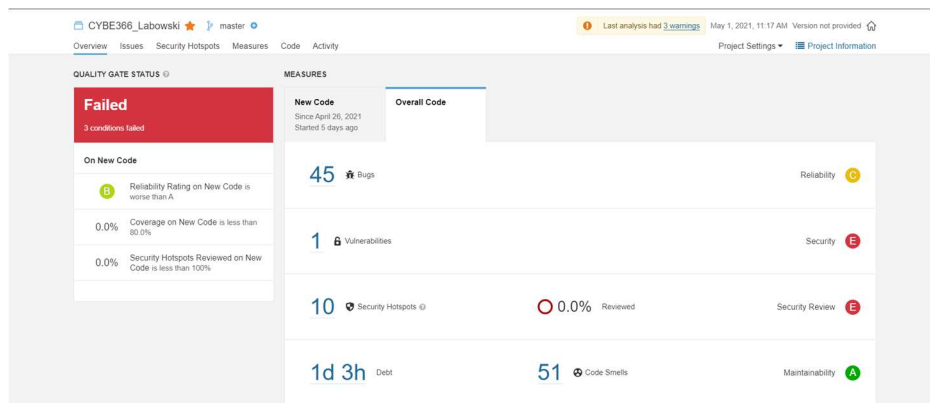 CYBE366_Labowski master
Last analysis had 3 warnings May 1, 2021, 11:17 AM Version not provided
Overview Issues Security Hotspots Measures Code Activity
Project Settings Project Information
QUALITY GATE STATUS
Failed
3 conditions failed
On New Code
B Reliability Rating on New Code is
worse than A
0.0% Coverage on New Code is less than
80.0%
0.0% Security Hotspots Reviewed on New
Code is less than 100%
MEASURES
New Code
Since April 26, 2021
Started 5 days ago
Overall Code
45 Bugs Reliability C
1 Vulnerabilities Security E
10 Security Hotspots 0.0% Reviewed Security Review E
1d 3h Debt 51 Code Smells Maintainability A